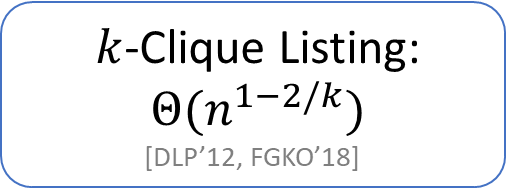 k-Clique Listing:
Θ(n^{1−2/k})
[DLP'12, FGKO'18]